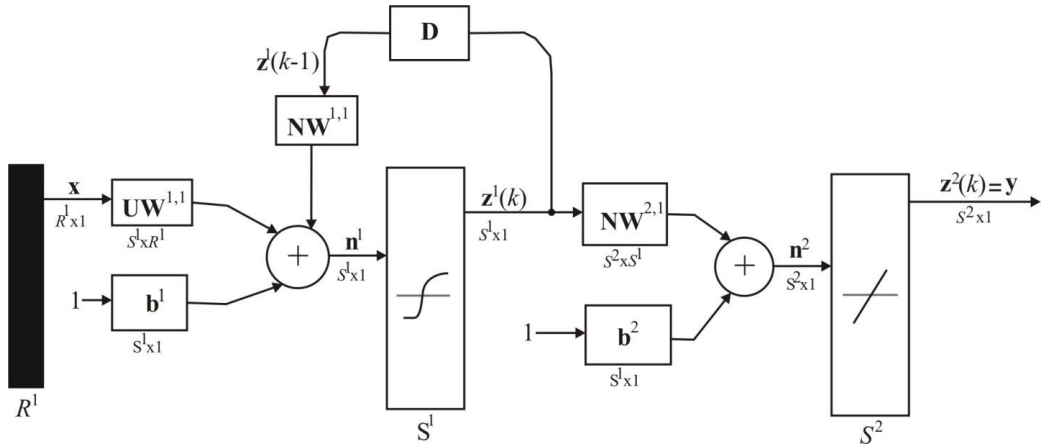 D
z¹(k-1)
NW¹,¹
x
R¹x1
UW¹,¹
S¹xR¹
1
b¹
S¹x1
R¹
+
n¹
S¹x1
S¹
z¹(k)
S¹x1
NW²,¹
S²xS¹
1
b²
S¹x1
+
n²
S²x1
S²
z²(k)=y
S²x1